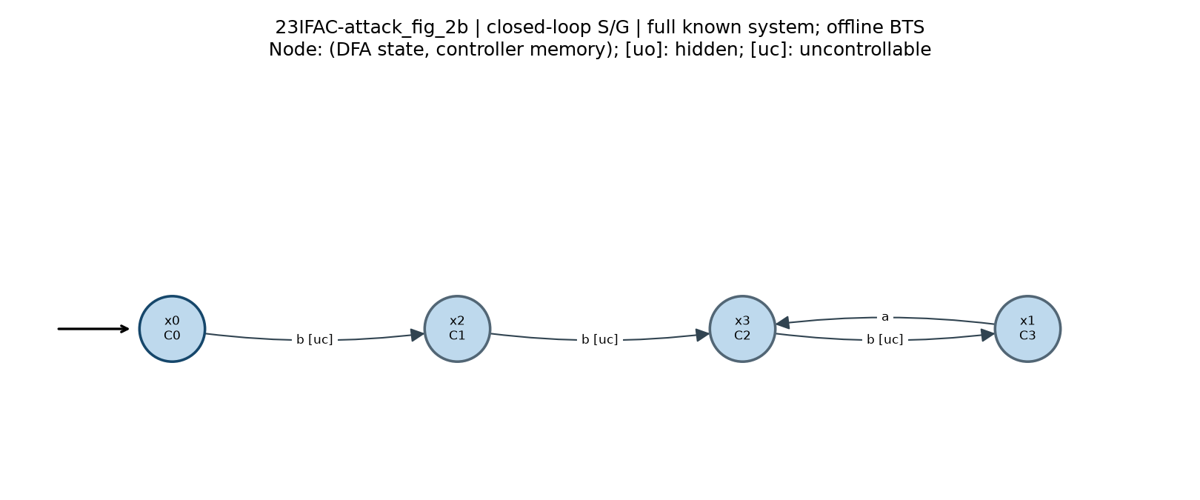 23IFAC-attack_fig_2b | closed-loop S/G | full known system; offline BTS
Node: (DFA state, controller memory); [uo]: hidden; [uc]: uncontrollable
x0
C0
b [uc]
x2
C1
b [uc]
x3
C2
a
b [uc]
x1
C3